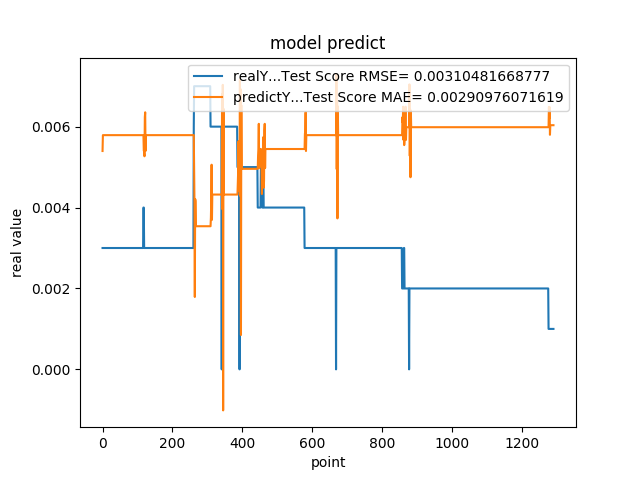 model predict
realY...Test Score RMSE= 0.00310481668777
predictY...Test Score MAE= 0.00290976071619
real value
0.006
0.004
0.002
0.000
0 200 400 600 800 1000 1200
point